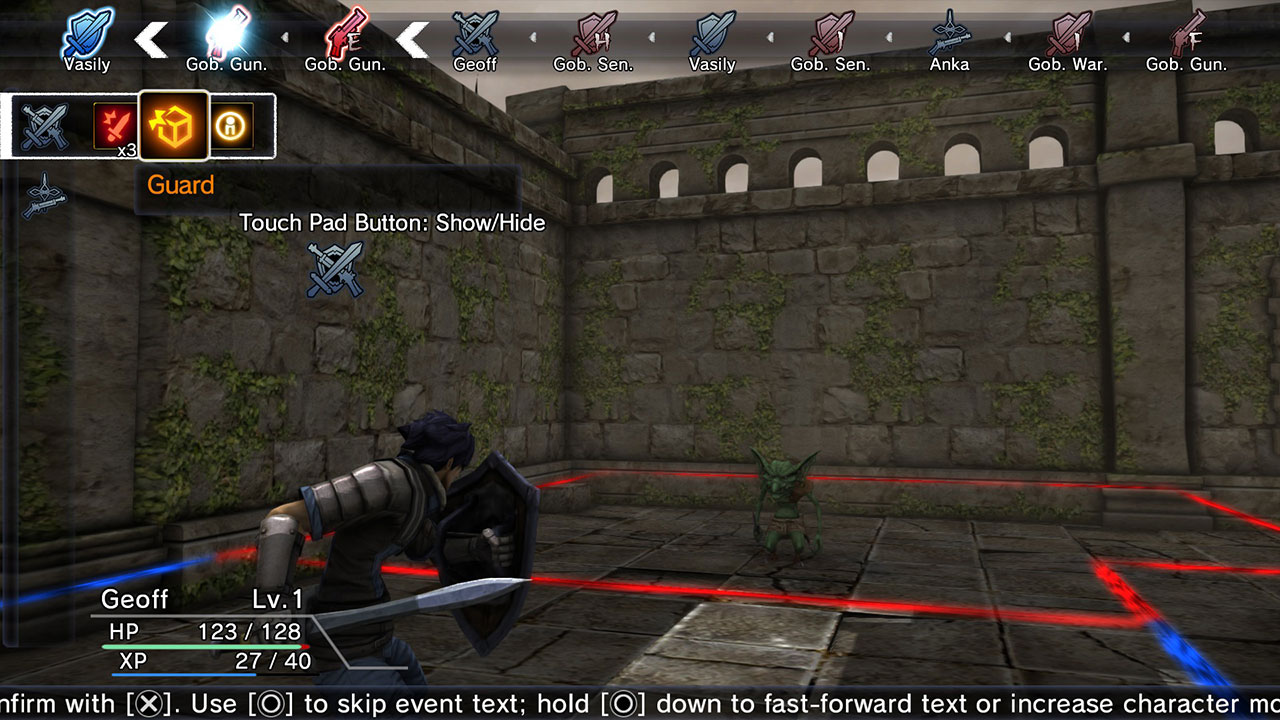 Vasily Gob. Gun. Gob. Gun. Geoff Gob. Sen. Vasily Gob. Sen. Anka Gob. War. Gob. Gun.
E H I I F
x3
Guard
Touch Pad Button: Show/Hide
Geoff Lv. 1
HP 123 / 128
XP 27 / 40
nfirm with [X]. Use [O] to skip event text; hold [O] down to fast-forward text or increase character mo